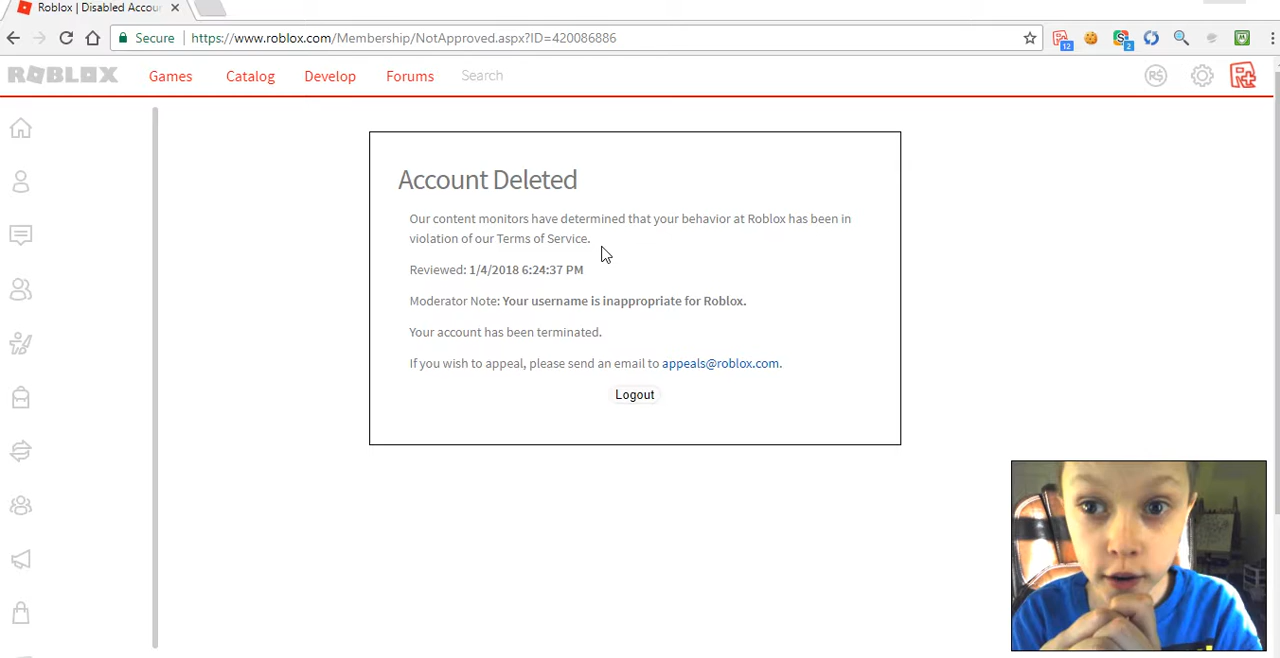 Roblox | Disabled Accou
Secure https://www.roblox.com/Membership/NotApproved.aspx?ID=420086886
12
2
ROBLOX Games Catalog Develop Forums Search R$ R+
Account Deleted
Our content monitors have determined that your behavior at Roblox has been in
violation of our Terms of Service.
Reviewed: 1/4/2018 6:24:37 PM
Moderator Note: Your username is inappropriate for Roblox.
Your account has been terminated.
If you wish to appeal, please send an email to appeals@roblox.com.
Logout